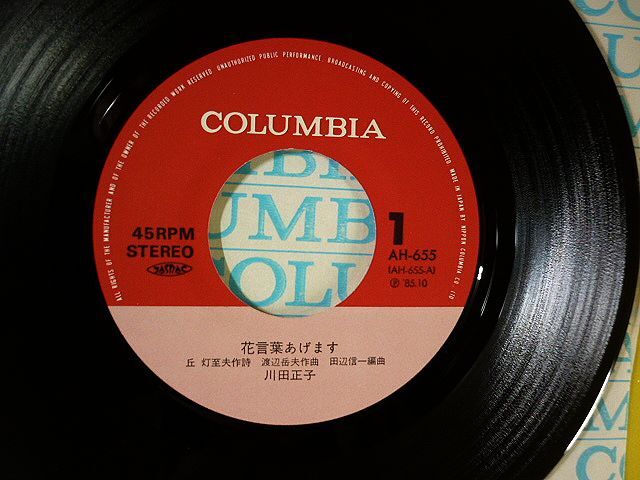 ALL RIGHTS OF THE MANUFACTURER AND OF THE OWNER OF THE RECORDED WORK RESERVED. UNAUTHORIZED PUBLIC PERFORMANCE, BROADCASTING AND COPYING OF THIS RECORD PROHIBITED. MADE IN JAPAN BY NIPPON COLUMBIA CO., LTD.
COLUMBIA
45RPM
STEREO
JASRAC
1
AH-655
(AH-655-A)
Ⓟ '85.10
花言葉あげます
丘 灯至夫作詩 渡辺岳夫作曲 田辺信一編曲
川田正子
UMB
COLU
COLU